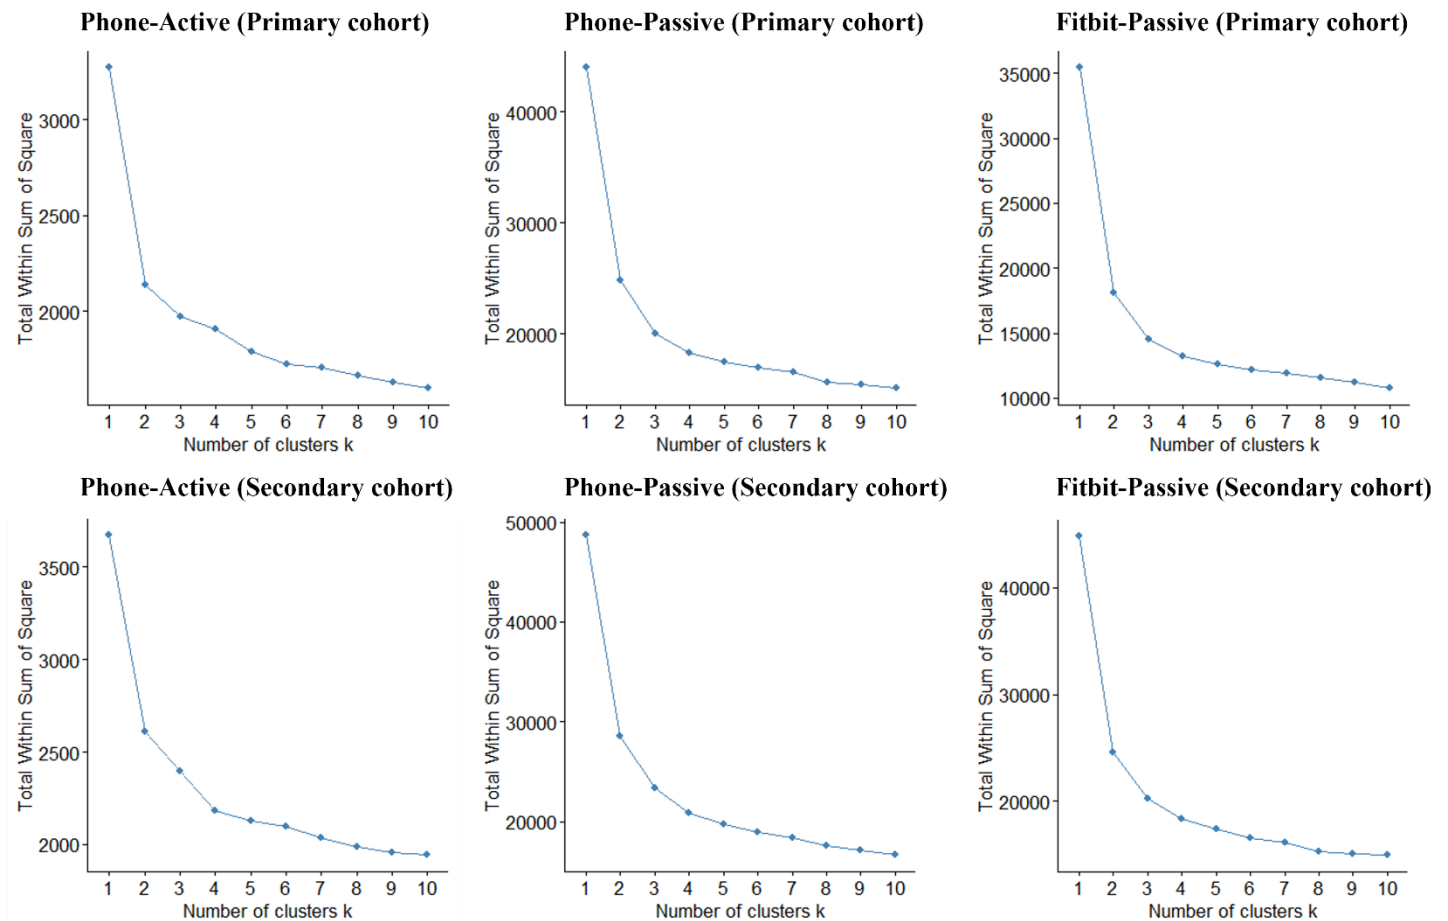 Phone-Active (Primary cohort)
Total Within Sum of Square
3000
2500
2000
1 2 3 4 5 6 7 8 9 10
Number of clusters k
Phone-Passive (Primary cohort)
Total Within Sum of Square
40000
30000
20000
1 2 3 4 5 6 7 8 9 10
Number of clusters k
Fitbit-Passive (Primary cohort)
Total Within Sum of Square
35000
30000
25000
20000
15000
10000
1 2 3 4 5 6 7 8 9 10
Number of clusters k
Phone-Active (Secondary cohort)
Total Within Sum of Square
3500
3000
2500
2000
1 2 3 4 5 6 7 8 9 10
Number of clusters k
Phone-Passive (Secondary cohort)
Total Within Sum of Square
50000
40000
30000
20000
1 2 3 4 5 6 7 8 9 10
Number of clusters k
Fitbit-Passive (Secondary cohort)
Total Within Sum of Square
40000
30000
20000
1 2 3 4 5 6 7 8 9 10
Number of clusters k